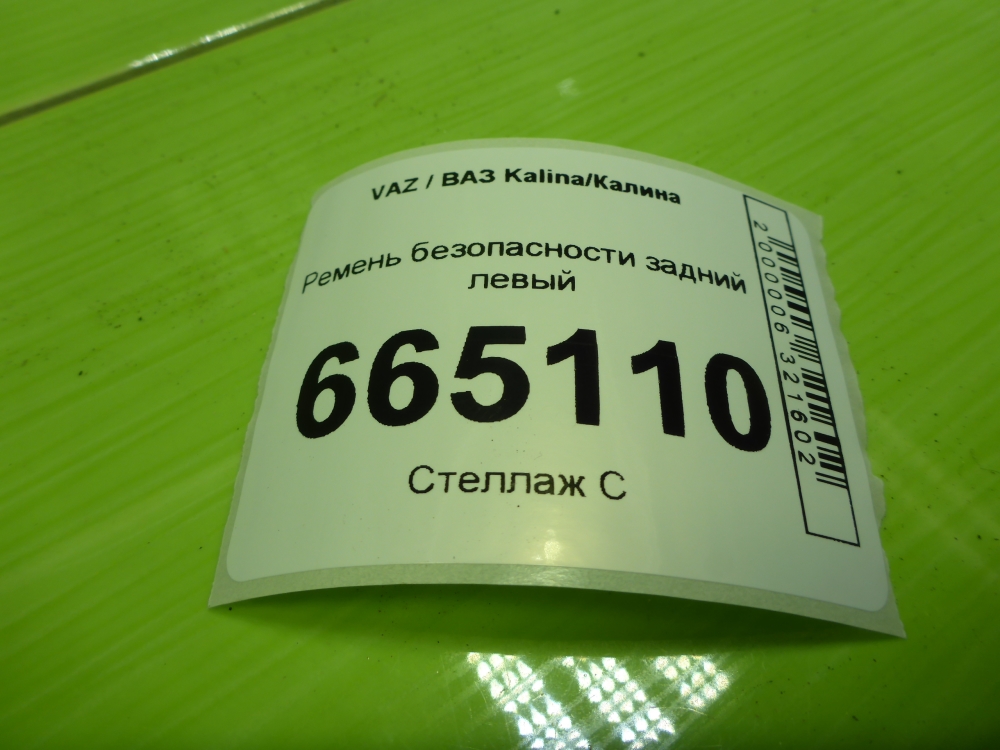 VAZ / ВАЗ Kalina/Калина
Ремень безопасности задний
левый
665110
Стеллаж С
2000006321602